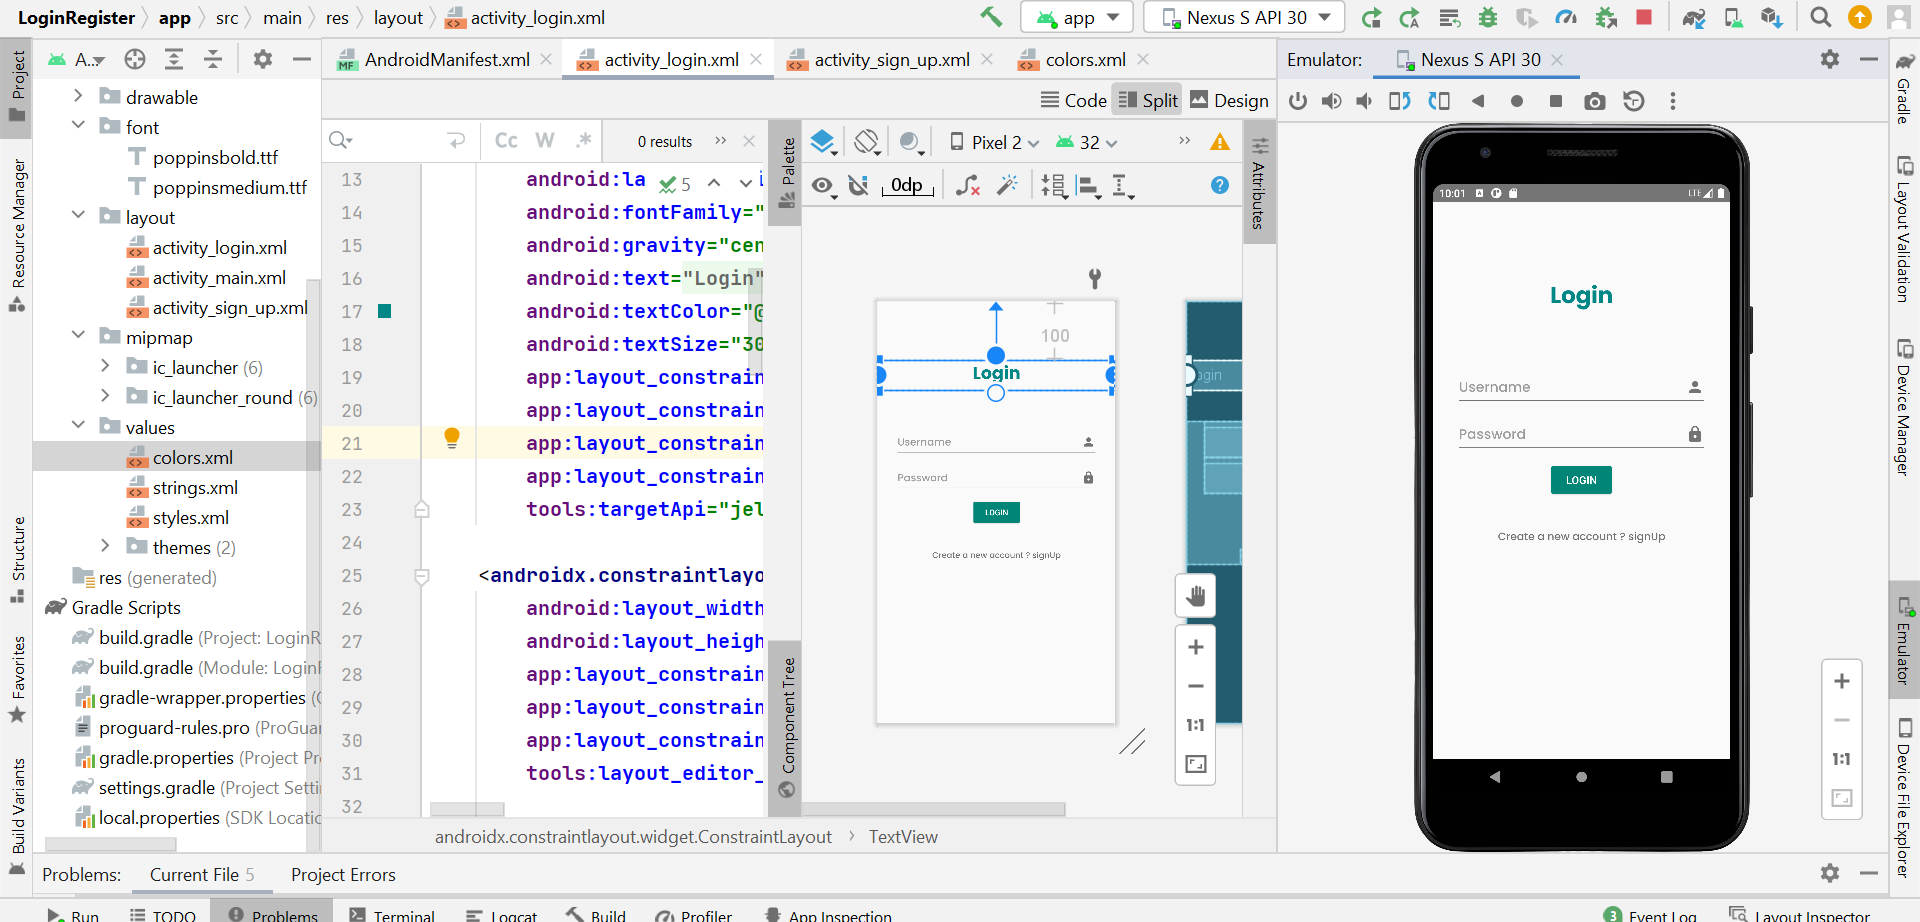 LoginRegister app src main res layout activity_login.xml
app
Nexus S API 30
A..
AndroidManifest.xml
activity_login.xml
activity_sign_up.xml
colors.xml
Emulator:
Nexus S API 30
Code
Split
Design
Project
Resource Manager
Structure
Favorites
Build Variants
drawable
font
poppinsbold.ttf
poppinsmedium.ttf
layout
activity_login.xml
activity_main.xml
activity_sign_up.xml
mipmap
ic_launcher (6)
ic_launcher_round (6)
values
colors.xml
strings.xml
styles.xml
themes (2)
res (generated)
Gradle Scripts
build.gradle (Project: LoginR
build.gradle (Module: Login
gradle-wrapper.properties (
proguard-rules.pro (ProGua
gradle.properties (Project Pr
settings.gradle (Project Setti
local.properties (SDK Locatio
Cc
W
.*
0 results
5
13 android:la
14 android:fontFamily="
15 android:gravity="cen
16 android:text="Login"
17 android:textColor="@
18 android:textSize="30
19 app:layout_constrain
20 app:layout_constrain
21 app:layout_constrain
22 app:layout_constrain
23 tools:targetApi="jel
24
25 <androidx.constraintlayo
26 android:layout_width
27 android:layout_heigh
28 app:layout_constrain
29 app:layout_constrain
30 app:layout_constrain
31 tools:layout_editor_
32
Palette
Component Tree
Pixel 2
32
0dp
Attributes
100
Login
Username
Password
LOGIN
Create a new account ? signUp
1:1
10:01
LTE
Login
Username
Password
LOGIN
Create a new account ? signUp
1:1
Gradle
Layout Validation
Device Manager
Emulator
Device File Explorer
androidx.constraintlayout.widget.ConstraintLayout
TextView
Problems:
Current File 5
Project Errors
Run
TODO
Problems
Terminal
Logcat
Build
Profiler
App Inspection
3 Event Log
Layout Inspector